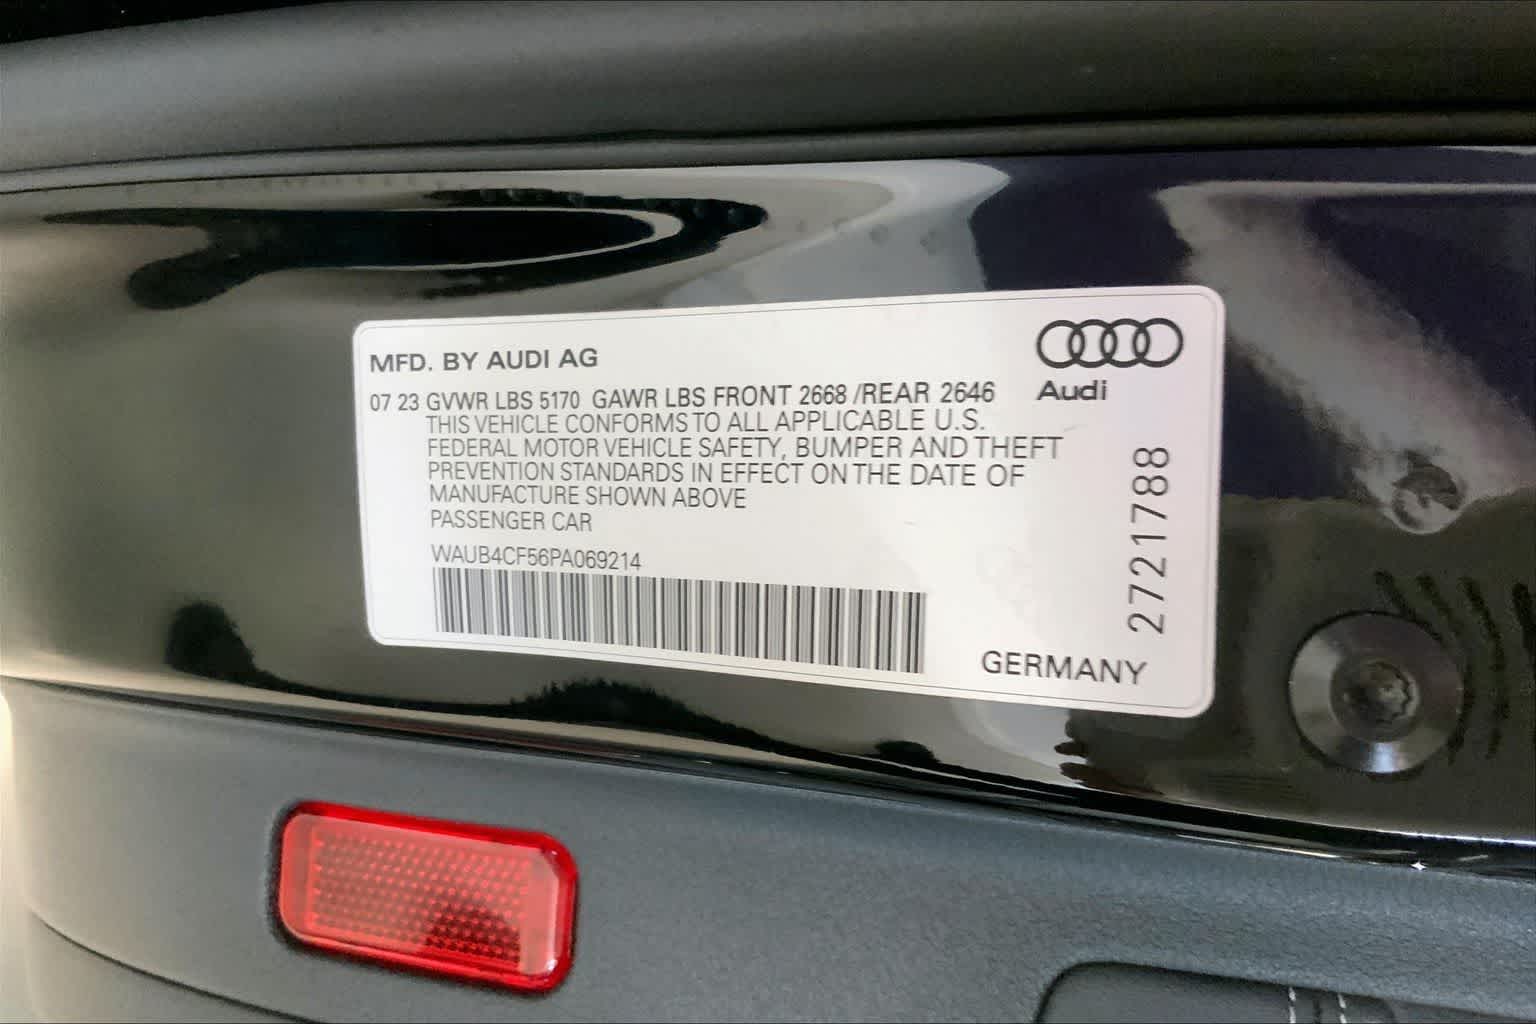 MFD. BY AUDI AG
07 23 GVWR LBS 5170 GAWR LBS FRONT 2668 /REAR 2646
THIS VEHICLE CONFORMS TO ALL APPLICABLE U.S.
FEDERAL MOTOR VEHICLE SAFETY, BUMPER AND THEFT
PREVENTION STANDARDS IN EFFECT ON THE DATE OF
MANUFACTURE SHOWN ABOVE
PASSENGER CAR
WAUB4CF56PA069214
Audi
2721788
GERMANY